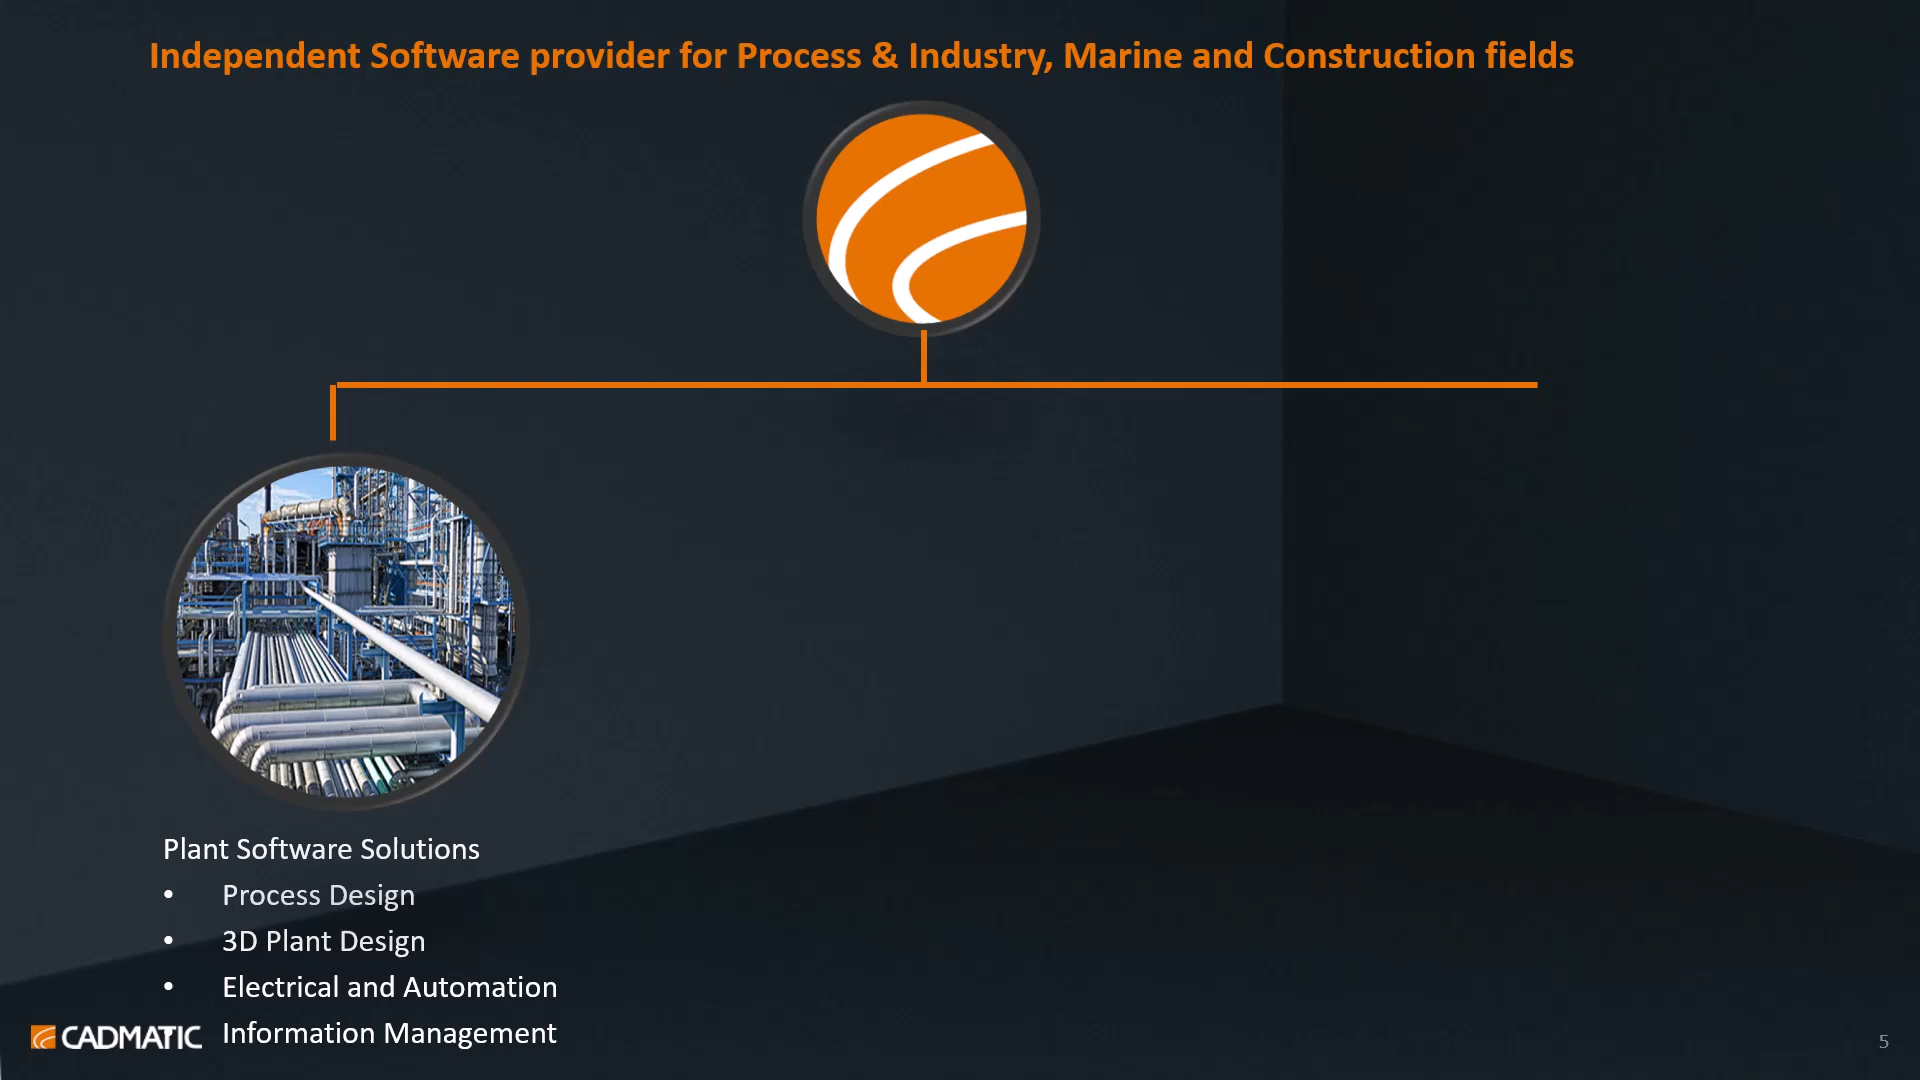 Independent Software provider for Process & Industry, Marine and Construction fields
Plant Software Solutions
• Process Design
• 3D Plant Design
• Electrical and Automation
Information Management
CADMATIC
5